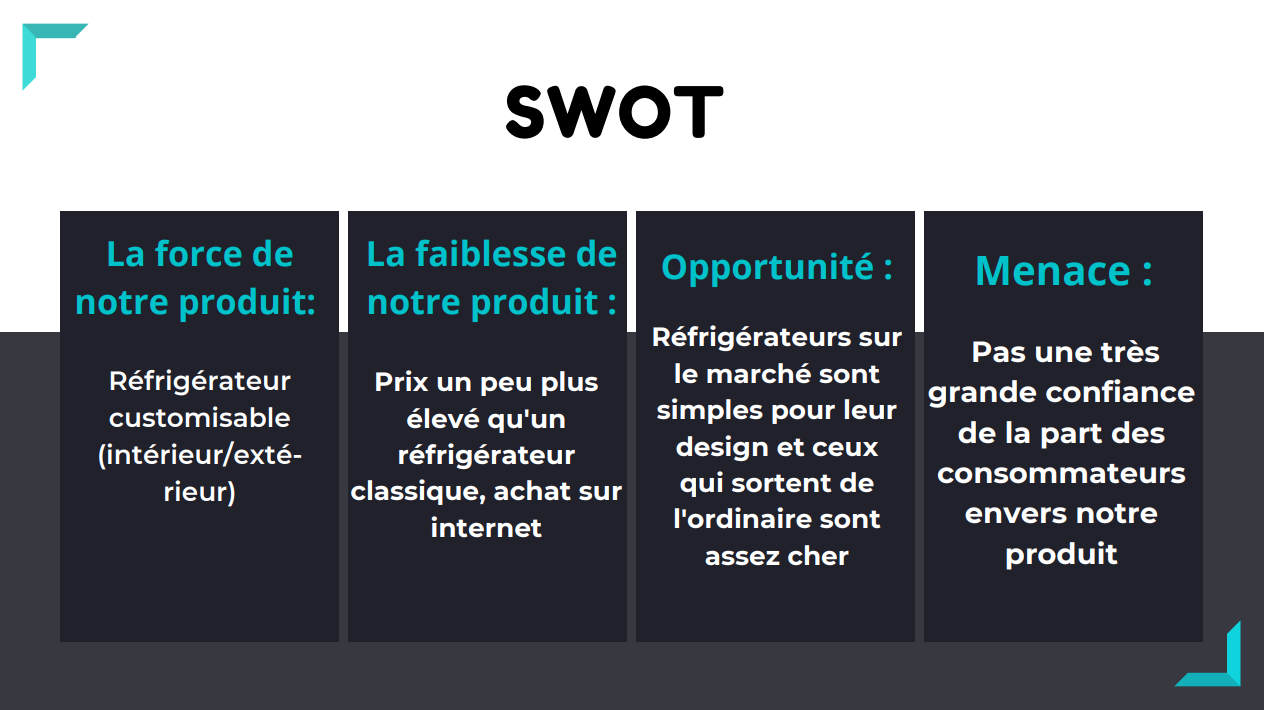 SWOT
La force de
notre produit:
Réfrigérateur
customisable
(intérieur/exté-
rieur)
La faiblesse de
notre produit :
Prix un peu plus
élevé qu'un
réfrigérateur
classique, achat sur
internet
Opportunité :
Réfrigérateurs sur
le marché sont
simples pour leur
design et ceux
qui sortent de
l'ordinaire sont
assez cher
Menace :
Pas une très
grande confiance
de la part des
consommateurs
envers notre
produit